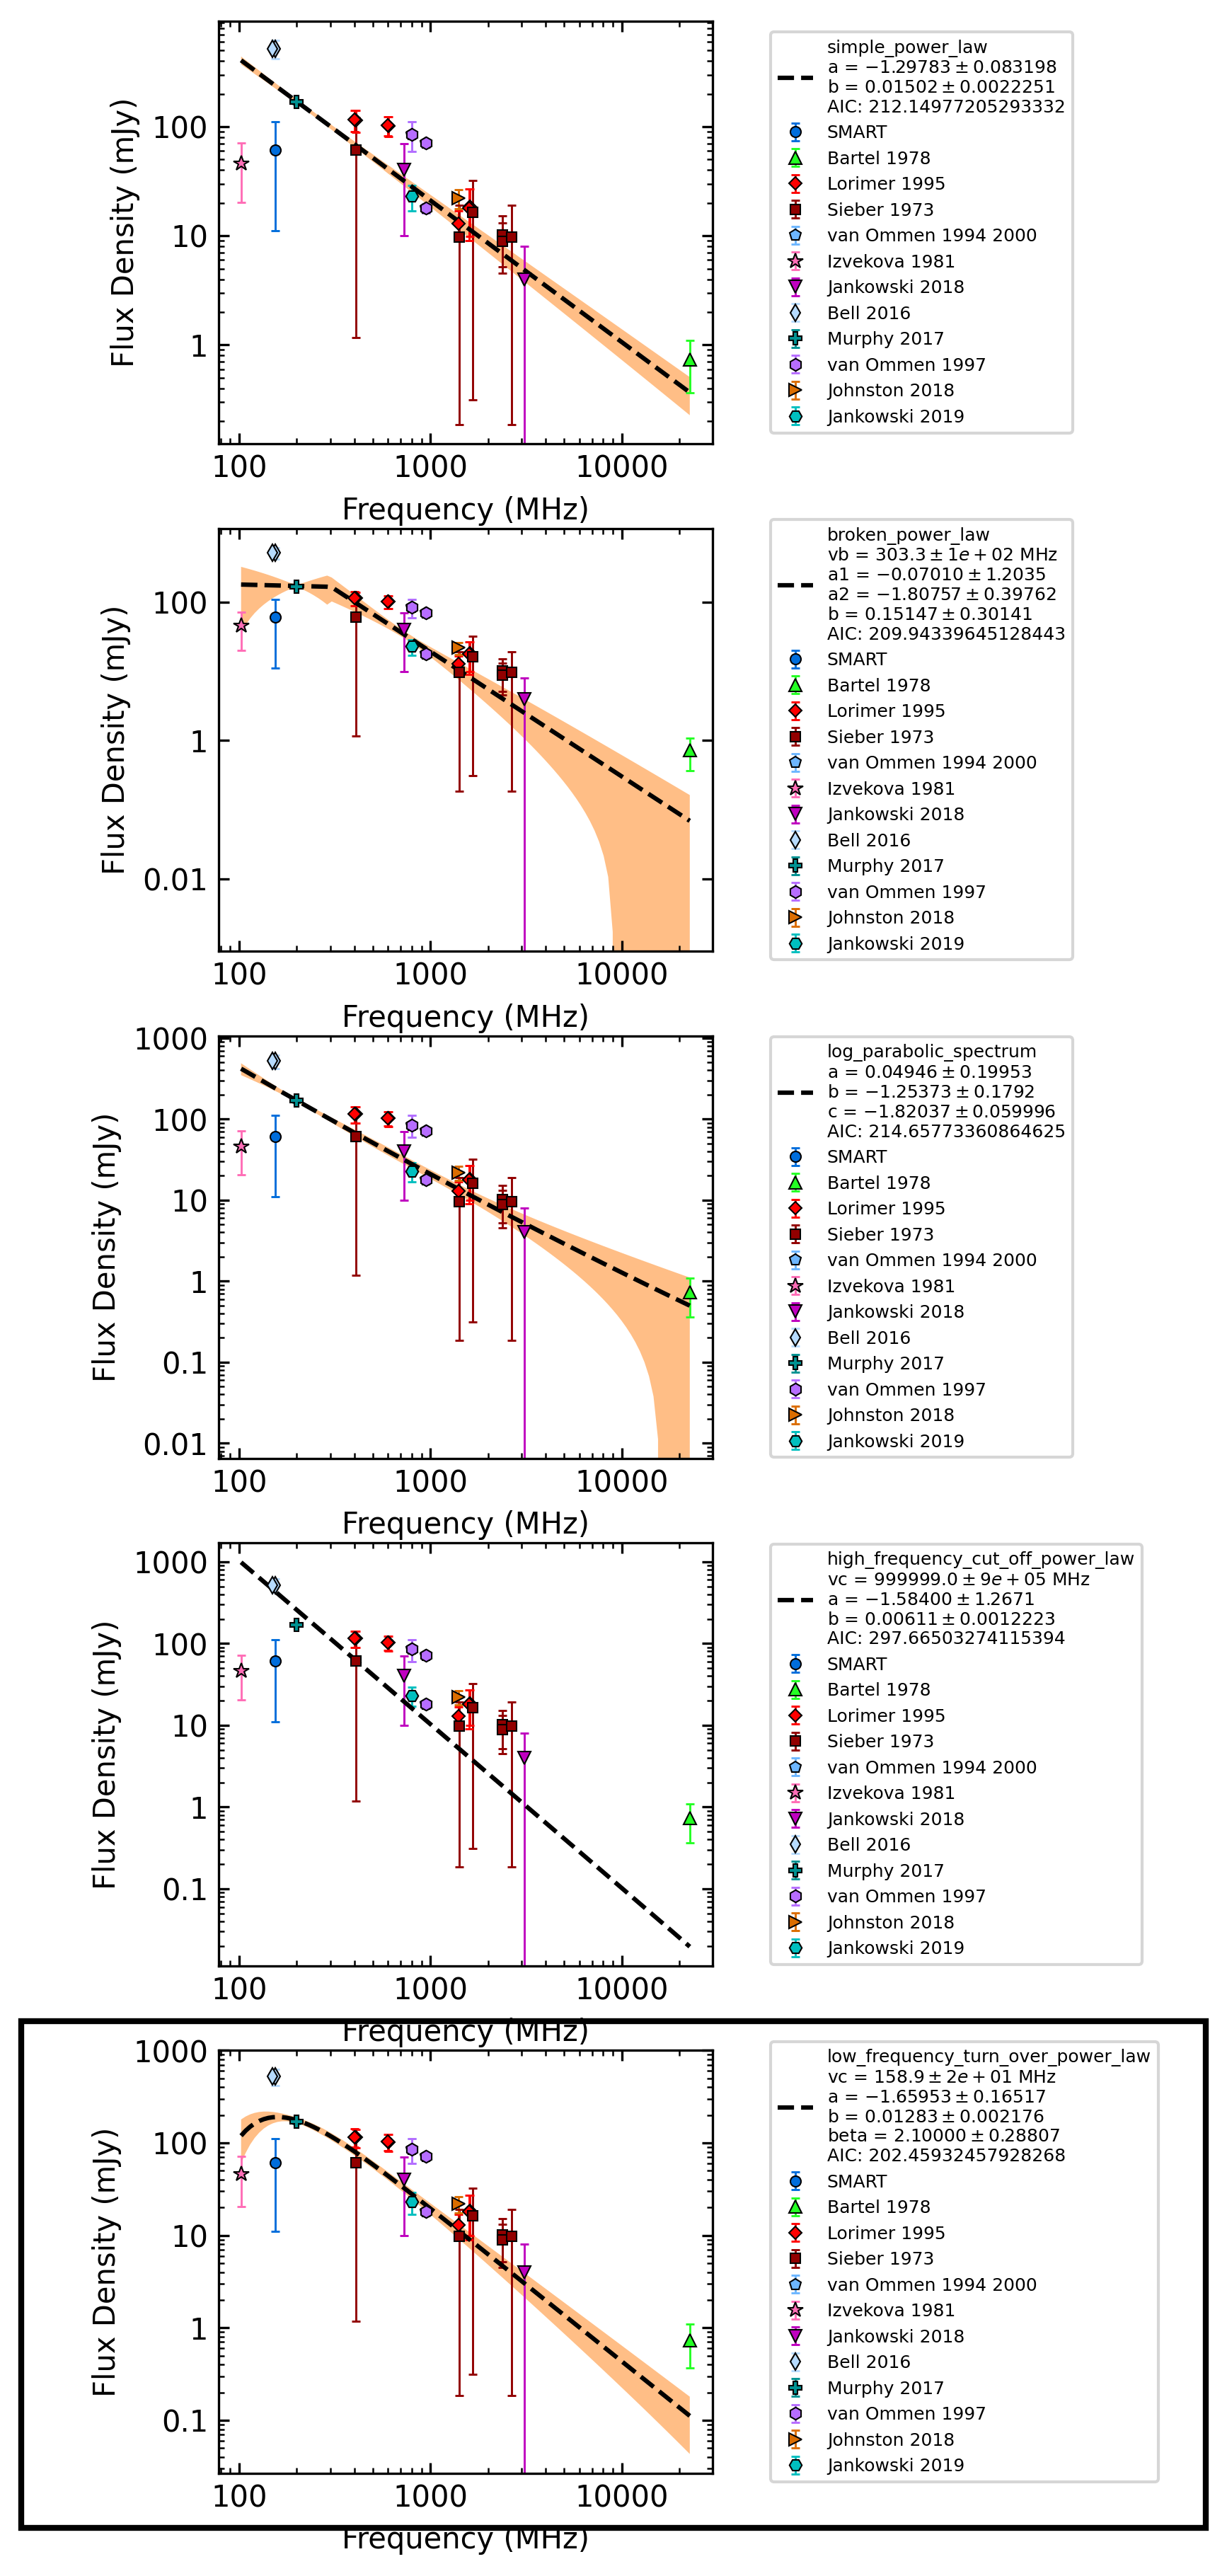 100
10
1
Flux Density (mJy)
100 1000 10000
Frequency (MHz)
simple_power_law
a = −1.29783 ± 0.083198
b = 0.01502 ± 0.0022251
AIC: 212.14977205293332
SMART
Bartel 1978
Lorimer 1995
Sieber 1973
van Ommen 1994 2000
Izvekova 1981
Jankowski 2018
Bell 2016
Murphy 2017
van Ommen 1997
Johnston 2018
Jankowski 2019
100
1
0.01
Flux Density (mJy)
100 1000 10000
Frequency (MHz)
broken_power_law
vb = 303.3 ± 1e + 02 MHz
a1 = −0.07010 ± 1.2035
a2 = −1.80757 ± 0.39762
b = 0.15147 ± 0.30141
AIC: 209.94339645128443
SMART
Bartel 1978
Lorimer 1995
Sieber 1973
van Ommen 1994 2000
Izvekova 1981
Jankowski 2018
Bell 2016
Murphy 2017
van Ommen 1997
Johnston 2018
Jankowski 2019
1000
100
10
1
0.1
0.01
Flux Density (mJy)
100 1000 10000
Frequency (MHz)
log_parabolic_spectrum
a = 0.04946 ± 0.19953
b = −1.25373 ± 0.1792
c = −1.82037 ± 0.059996
AIC: 214.65773360864625
SMART
Bartel 1978
Lorimer 1995
Sieber 1973
van Ommen 1994 2000
Izvekova 1981
Jankowski 2018
Bell 2016
Murphy 2017
van Ommen 1997
Johnston 2018
Jankowski 2019
1000
100
10
1
0.1
Flux Density (mJy)
100 1000 10000
Frequency (MHz)
high_frequency_cut_off_power_law
vc = 999999.0 ± 9e + 05 MHz
a = −1.58400 ± 1.2671
b = 0.00611 ± 0.0012223
AIC: 297.66503274115394
SMART
Bartel 1978
Lorimer 1995
Sieber 1973
van Ommen 1994 2000
Izvekova 1981
Jankowski 2018
Bell 2016
Murphy 2017
van Ommen 1997
Johnston 2018
Jankowski 2019
1000
100
10
1
0.1
Flux Density (mJy)
100 1000 10000
Frequency (MHz)
low_frequency_turn_over_power_law
vc = 158.9 ± 2e + 01 MHz
a = −1.65953 ± 0.16517
b = 0.01283 ± 0.002176
beta = 2.10000 ± 0.28807
AIC: 202.45932457928268
SMART
Bartel 1978
Lorimer 1995
Sieber 1973
van Ommen 1994 2000
Izvekova 1981
Jankowski 2018
Bell 2016
Murphy 2017
van Ommen 1997
Johnston 2018
Jankowski 2019